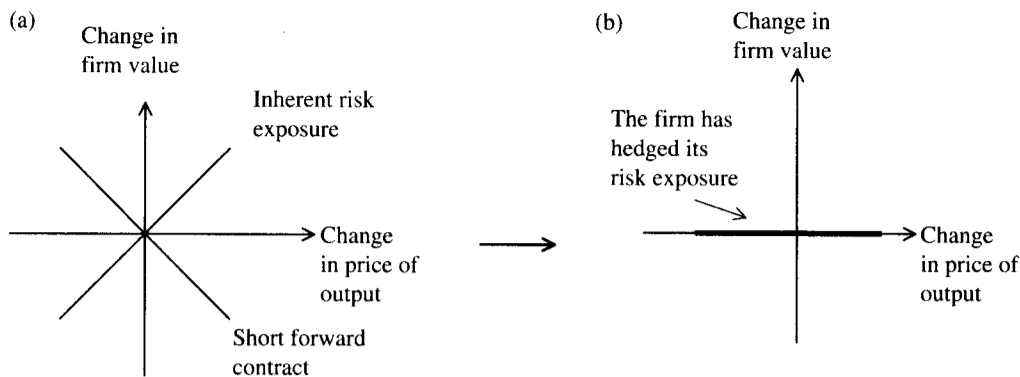 (a)
Change in
firm value
Inherent risk
exposure
Change
in price of
output
Short forward
contract
(b)
Change in
firm value
The firm has
hedged its
risk exposure
Change
in price of
output